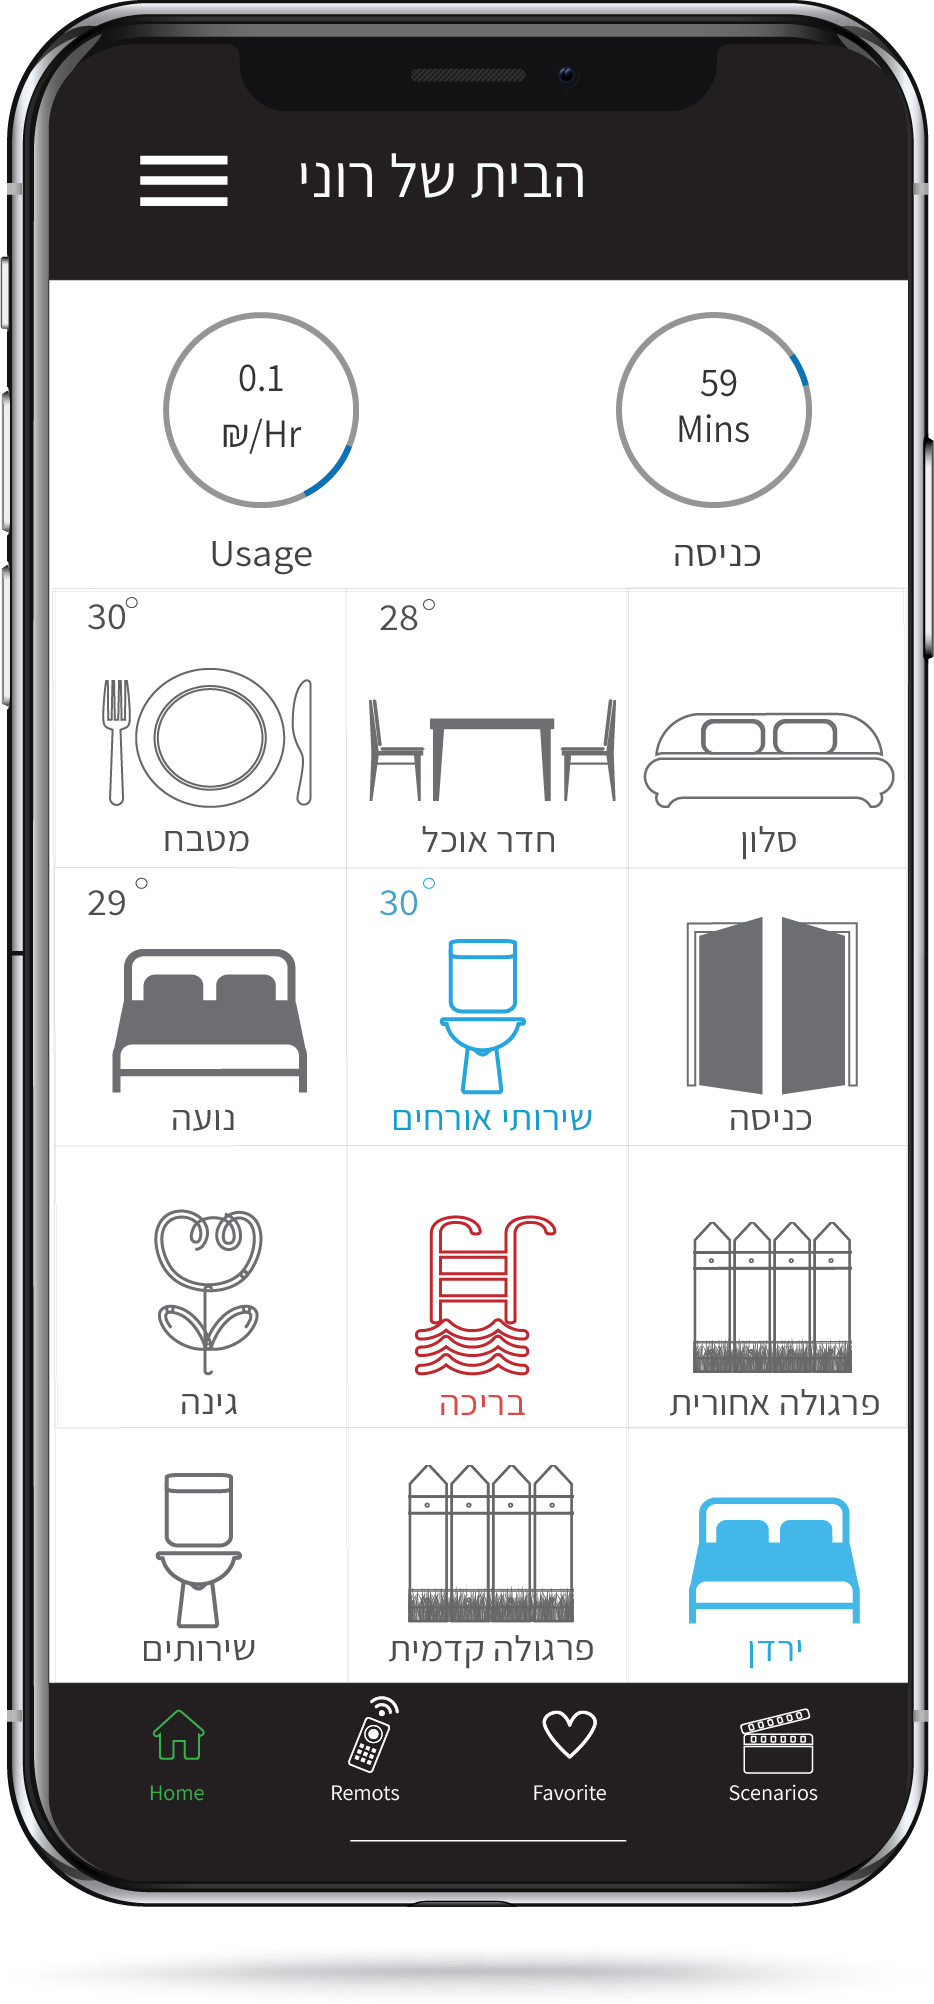 הבית של רוני
0.1
₪/Hr
Usage
59
Mins
כניסה
30°
מטבח
28°
חדר אוכל
סלון
29°
נועה
30°
שירותי אורחים
כניסה
גינה
בריכה
פרגולה אחורית
שירותים
פרגולה קדמית
ירדן
Home
Remots
Favorite
Scenarios